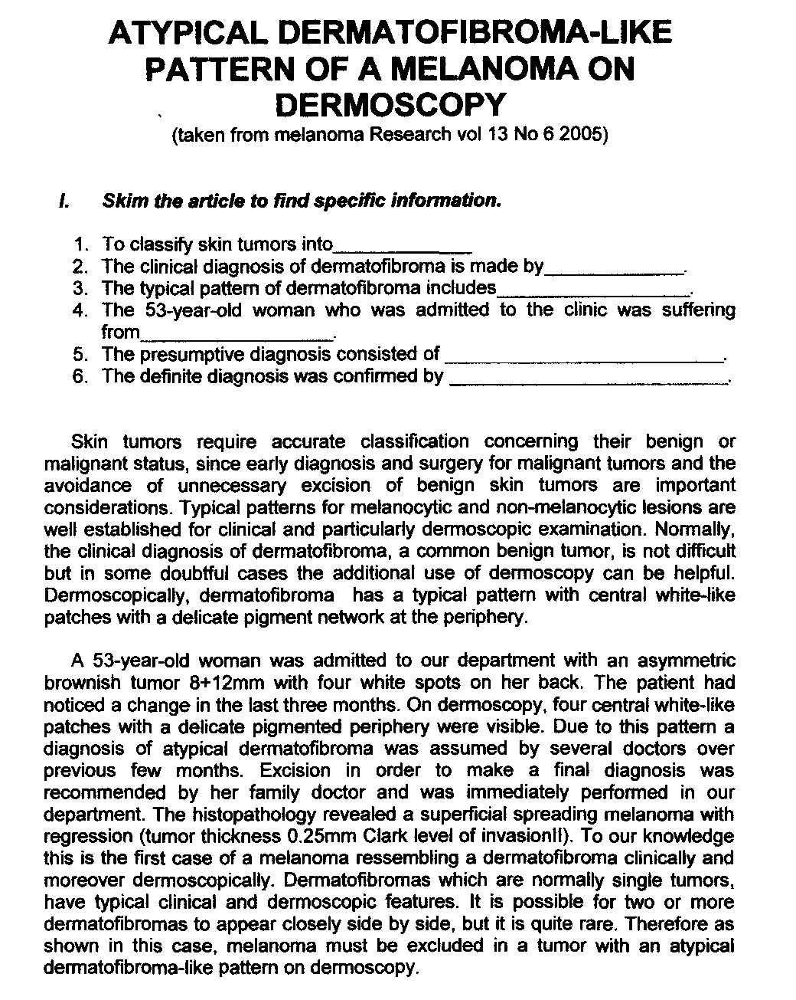 ATYPICAL DERMATOFIBROMA-LIKE
PATTERN OF A MELANOMA ON
DERMOSCOPY
(taken from melanoma Research vol 13 No 6 2005)
I. Skim the article to find specific information.
1. To classify skin tumors into______________
2. The clinical diagnosis of dermatofibroma is made by______________.
3. The typical pattern of dermatofibroma includes____________________.
4. The 53-year-old woman who was admitted to the clinic was suffering
from____________________.
5. The presumptive diagnosis consisted of _____________________________.
6. The definite diagnosis was confirmed by _____________________________.
Skin tumors require accurate classification concerning their benign or
malignant status, since early diagnosis and surgery for malignant tumors and the
avoidance of unnecessary excision of benign skin tumors are important
considerations. Typical patterns for melanocytic and non-melanocytic lesions are
well established for clinical and particularly dermoscopic examination. Normally,
the clinical diagnosis of dermatofibroma, a common benign tumor, is not difficult
but in some doubtful cases the additional use of dermoscopy can be helpful.
Dermoscopically, dermatofibroma has a typical pattern with central white-like
patches with a delicate pigment network at the periphery.
A 53-year-old woman was admitted to our department with an asymmetric
brownish tumor 8+12mm with four white spots on her back. The patient had
noticed a change in the last three months. On dermoscopy, four central white-like
patches with a delicate pigmented periphery were visible. Due to this pattern a
diagnosis of atypical dermatofibroma was assumed by several doctors over
previous few months. Excision in order to make a final diagnosis was
recommended by her family doctor and was immediately performed in our
department. The histopathology revealed a superficial spreading melanoma with
regression (tumor thickness 0.25mm Clark level of invasionII). To our knowledge
this is the first case of a melanoma ressembling a dermatofibroma clinically and
moreover dermoscopically. Dermatofibromas which are normally single tumors,
have typical clinical and dermoscopic features. It is possible for two or more
dermatofibromas to appear closely side by side, but it is quite rare. Therefore as
shown in this case, melanoma must be excluded in a tumor with an atypical
dermatofibroma-like pattern on dermoscopy.